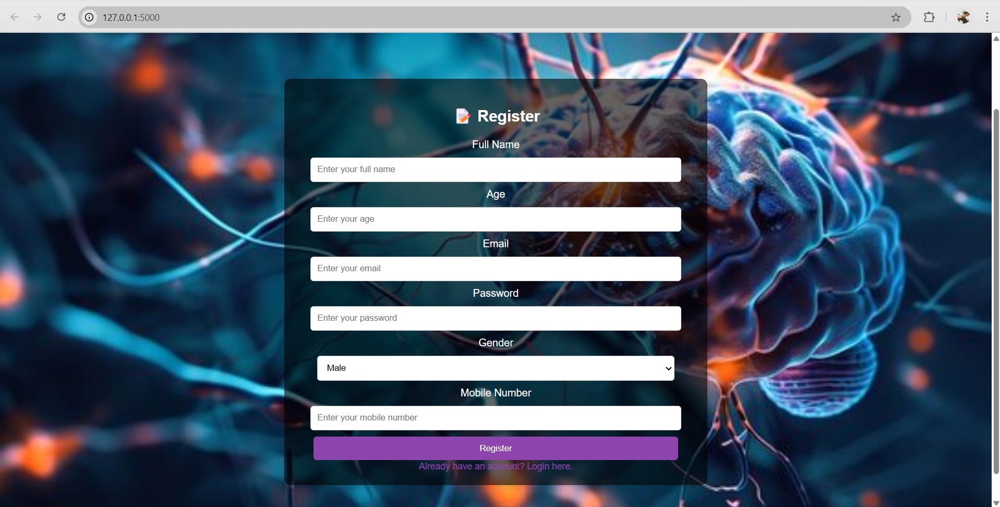 127.0.0.1:5000
Register
Full Name
Enter your full name
Age
Enter your age
Email
Enter your email
Password
Enter your password
Gender
Male
Mobile Number
Enter your mobile number
Register
Already have an account? Login here.